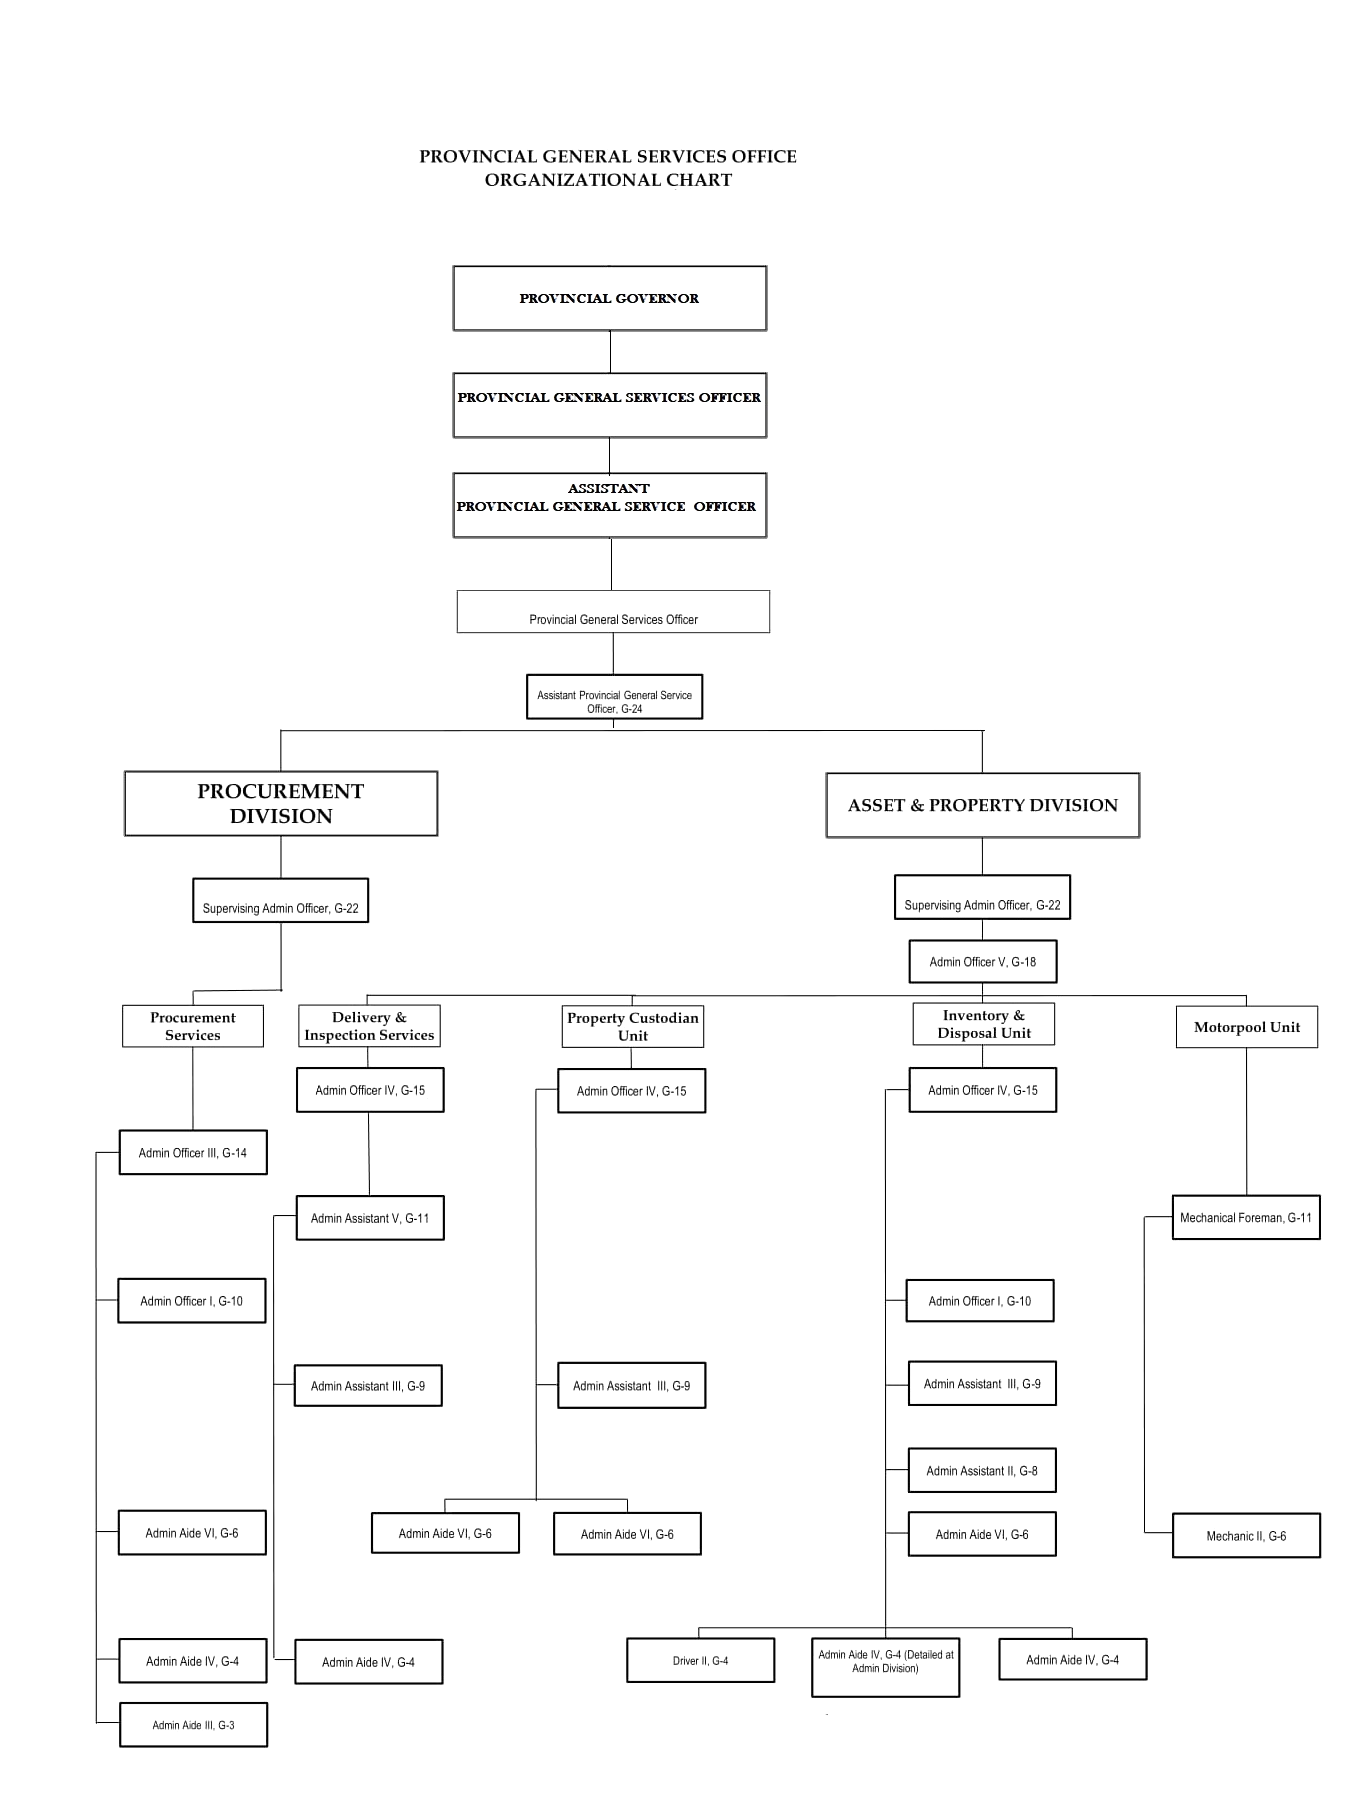 PROVINCIAL GENERAL SERVICES OFFICE
ORGANIZATIONAL CHART
PROVINCIAL GOVERNOR
PROVINCIAL GENERAL SERVICES OFFICER
ASSISTANT
PROVINCIAL GENERAL SERVICE OFFICER
Provincial General Services Officer
Assistant Provincial General Service
Officer, G-24
PROCUREMENT
DIVISION
ASSET & PROPERTY DIVISION
Supervising Admin Officer, G-22
Supervising Admin Officer, G-22
Admin Officer V, G-18
Procurement
Services
Delivery &
Inspection Services
Property Custodian
Unit
Inventory &
Disposal Unit
Motorpool Unit
Admin Officer IV, G-15
Admin Officer IV, G-15
Admin Officer IV, G-15
Admin Officer III, G-14
Admin Assistant V, G-11
Mechanical Foreman, G-11
Admin Officer I, G-10
Admin Officer I, G-10
Admin Assistant III, G-9
Admin Assistant III, G-9
Admin Assistant III, G-9
Admin Assistant II, G-8
Admin Aide VI, G-6
Admin Aide VI, G-6
Admin Aide VI, G-6
Admin Aide VI, G-6
Mechanic II, G-6
Admin Aide IV, G-4
Admin Aide IV, G-4
Driver II, G-4
Admin Aide IV, G-4 (Detailed at
Admin Division)
Admin Aide IV, G-4
Admin Aide III, G-3